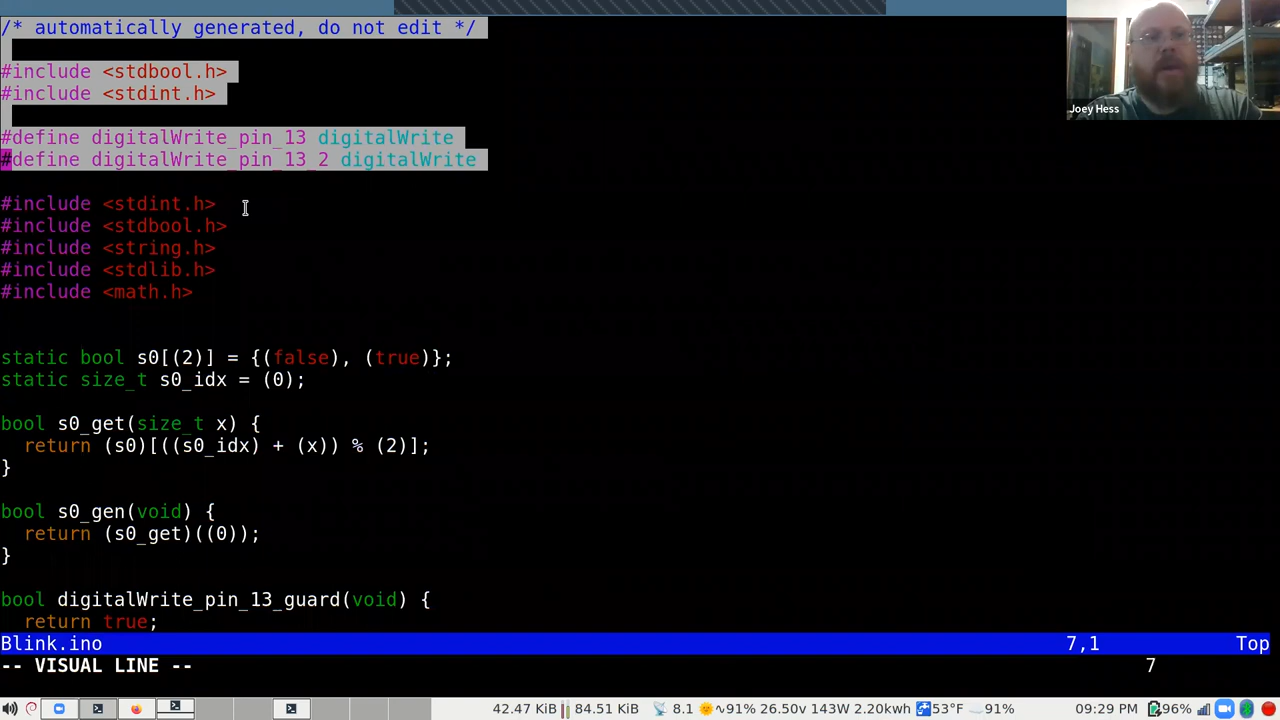 /* automatically generated, do not edit */
#include <stdbool.h>
#include <stdint.h>
#define digitalWrite_pin_13 digitalWrite
#define digitalWrite_pin_13_2 digitalWrite
#include <stdint.h>
#include <stdbool.h>
#include <string.h>
#include <stdlib.h>
#include <math.h>
static bool s0[(2)] = {(false), (true)};
static size_t s0_idx = (0);
bool s0_get(size_t x) {
  return (s0)[((s0_idx) + (x)) % (2)];
}
bool s0_gen(void) {
  return (s0_get)((0));
}
bool digitalWrite_pin_13_guard(void) {
  return true;
Blink.ino 7,1 Top
-- VISUAL LINE -- 7
Joey Hess
42.47 KiB 84.51 KiB 8.1 ∿91% 26.50v 143W 2.20kwh 53°F 91% 09:29 PM 96%